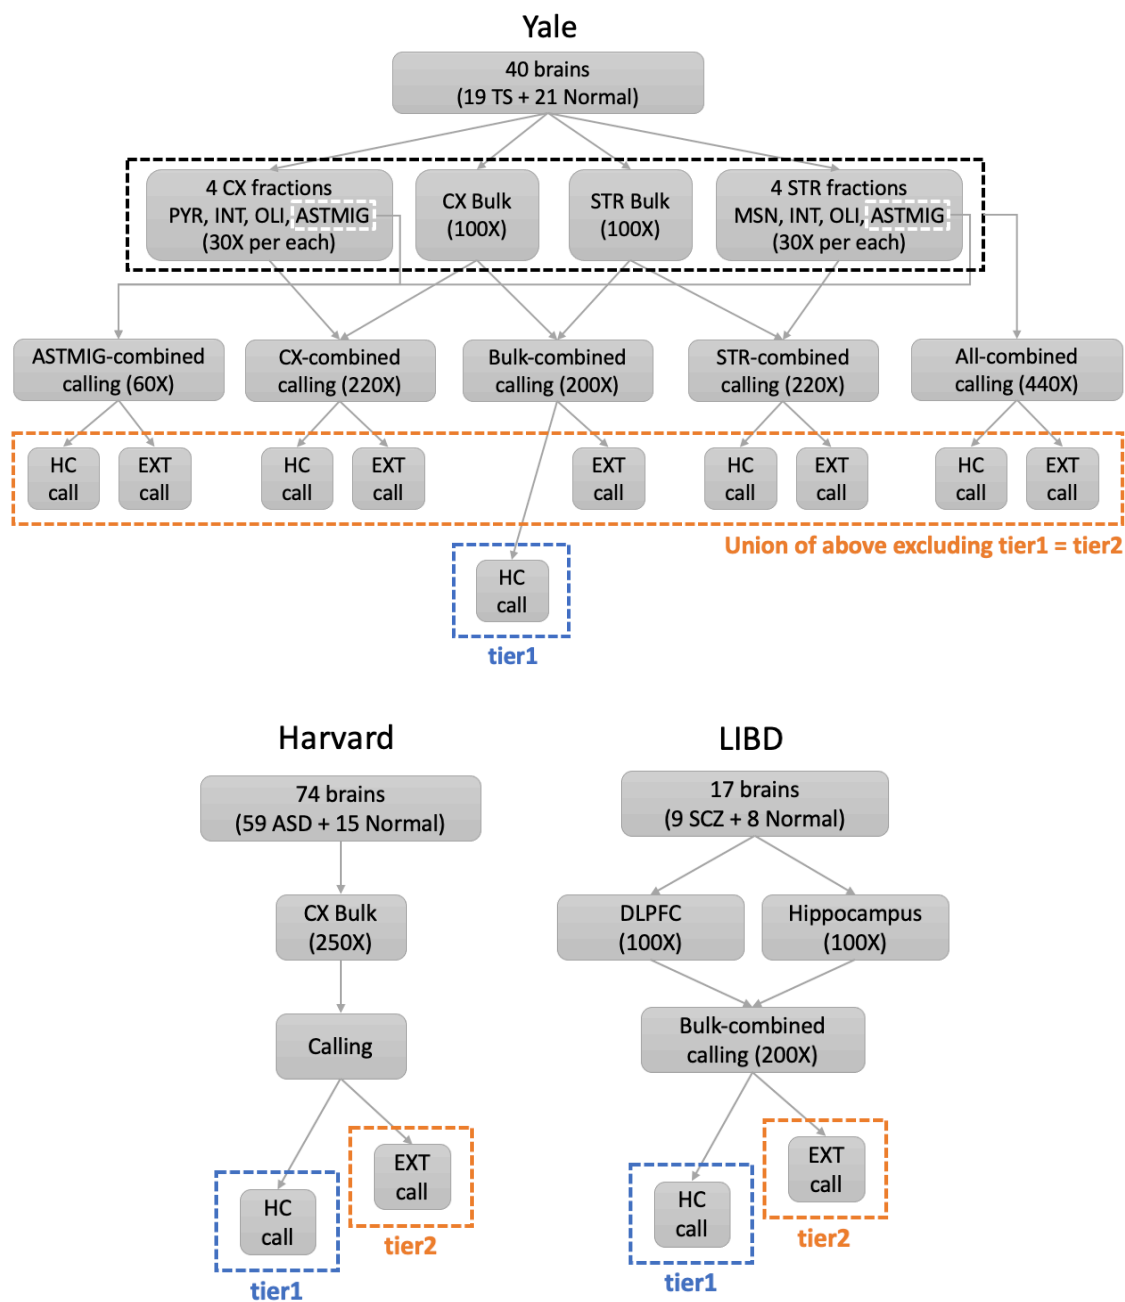 Yale
40 brains
(19 TS + 21 Normal)
4 CX fractions
PYR, INT, OLI, ASTMIG
(30X per each)
CX Bulk
(100X)
STR Bulk
(100X)
4 STR fractions
MSN, INT, OLI, ASTMIG
(30X per each)
ASTMIG-combined
calling (60X)
CX-combined
calling (220X)
Bulk-combined
calling (200X)
STR-combined
calling (220X)
All-combined
calling (440X)
HC
call
EXT
call
HC
call
EXT
call
EXT
call
HC
call
EXT
call
HC
call
EXT
call
Union of above excluding tier1 = tier2
HC
call
tier1
Harvard
74 brains
(59 ASD + 15 Normal)
CX Bulk
(250X)
Calling
EXT
call
tier2
HC
call
tier1
LIBD
17 brains
(9 SCZ + 8 Normal)
DLPFC
(100X)
Hippocampus
(100X)
Bulk-combined
calling (200X)
EXT
call
tier2
HC
call
tier1